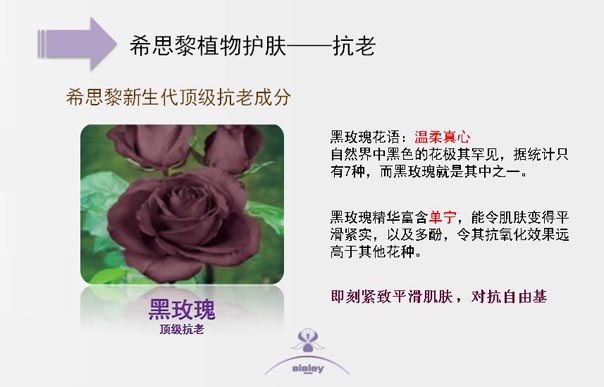 希思黎植物护肤——抗老
希思黎新生代顶级抗老成分
黑玫瑰花语：温柔真心
自然界中黑色的花极其罕见，据统计只
有7种，而黑玫瑰就是其中之一。
黑玫瑰精华富含单宁，能令肌肤变得平
滑紧实，以及多酚，令其抗氧化效果远
高于其他花种。
即刻紧致平滑肌肤，对抗自由基
黑玫瑰
顶级抗老
sisley